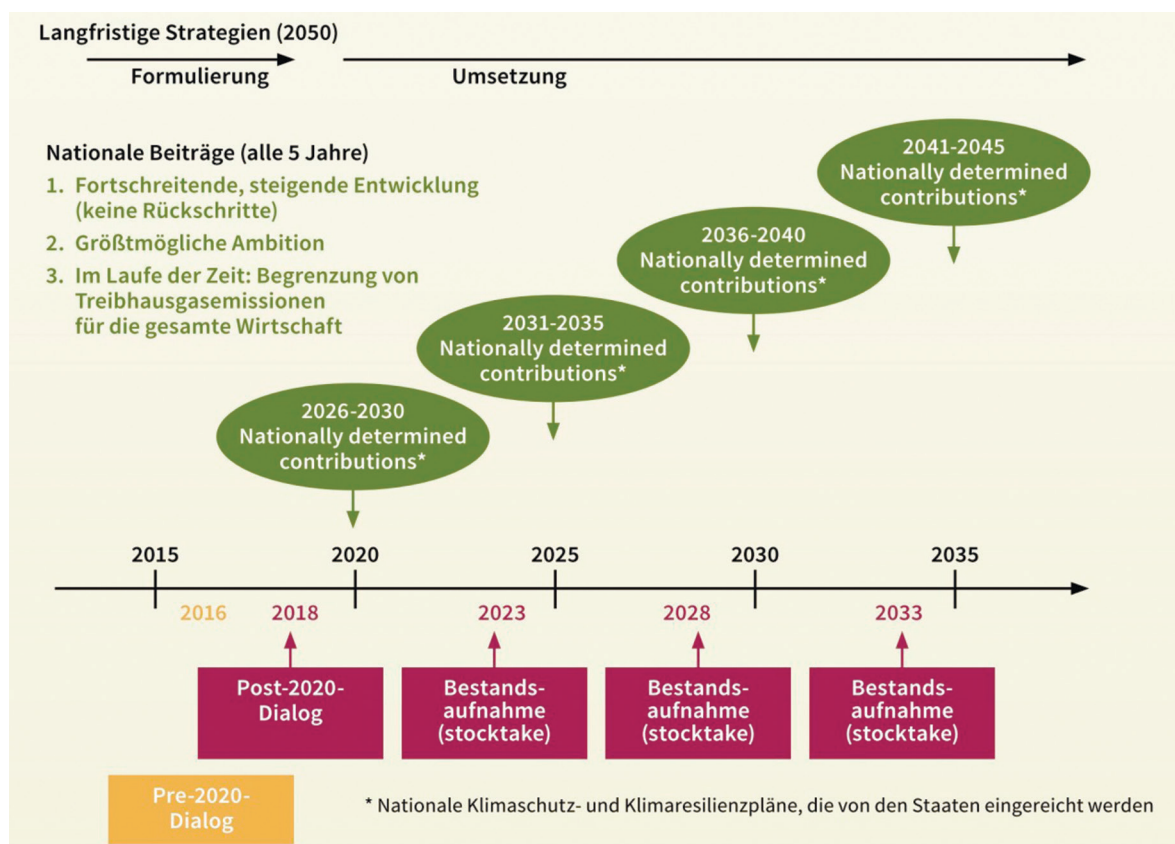 Langfristige Strategien (2050)
Formulierung
Umsetzung
Nationale Beiträge (alle 5 Jahre)
1. Fortschreitende, steigende Entwicklung
(keine Rückschritte)
2. Größtmögliche Ambition
3. Im Laufe der Zeit: Begrenzung von
Treibhausgasemissionen
für die gesamte Wirtschaft
2041-2045
Nationally determined
contributions*
2036-2040
Nationally determined
contributions*
2031-2035
Nationally determined
contributions*
2026-2030
Nationally determined
contributions*
2015
2020
2025
2030
2035
2016
2018
2023
2028
2033
Post-2020-
Dialog
Bestands-
aufnahme
(stocktake)
Bestands-
aufnahme
(stocktake)
Bestands-
aufnahme
(stocktake)
Pre-2020-
Dialog
* Nationale Klimaschutz- und Klimaresilienzpläne, die von den Staaten eingereicht werden